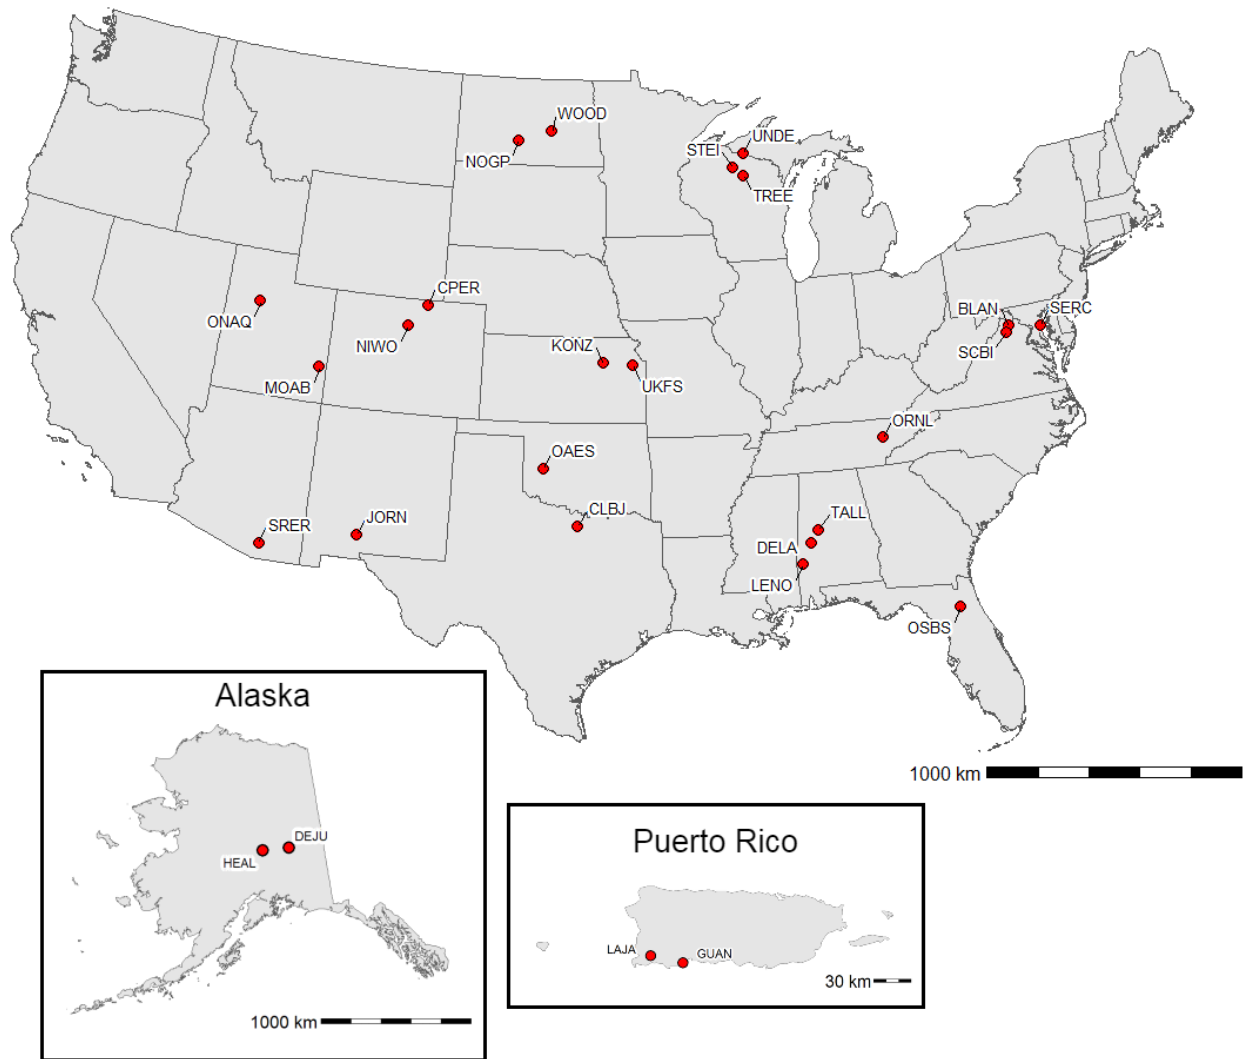 WOOD
NOGP
UNDE
STEI
TREE
CPER
ONAQ
NIWO
MOAB
BLAN
SERC
SCBI
KONZ
UKFS
ORNL
OAES
CLBJ
SRER
JORN
TALL
DELA
LENO
OSBS
1000 km
Alaska
DEJU
HEAL
1000 km
Puerto Rico
LAJA
GUAN
30 km